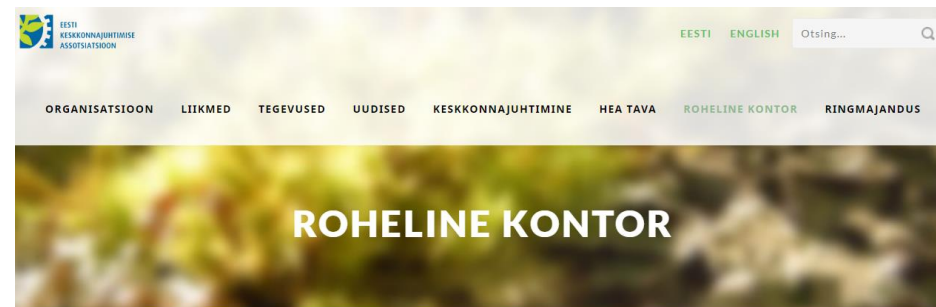 EESTI
KESKKONNAJUHTIMISE
ASSOTSIATSIOON
EESTI ENGLISH Otsing...
ORGANISATSIOON LIIKMED TEGEVUSED UUDISED KESKKONNAJUHTIMINE HEA TAVA ROHELINE KONTOR RINGMAJANDUS
ROHELINE KONTOR